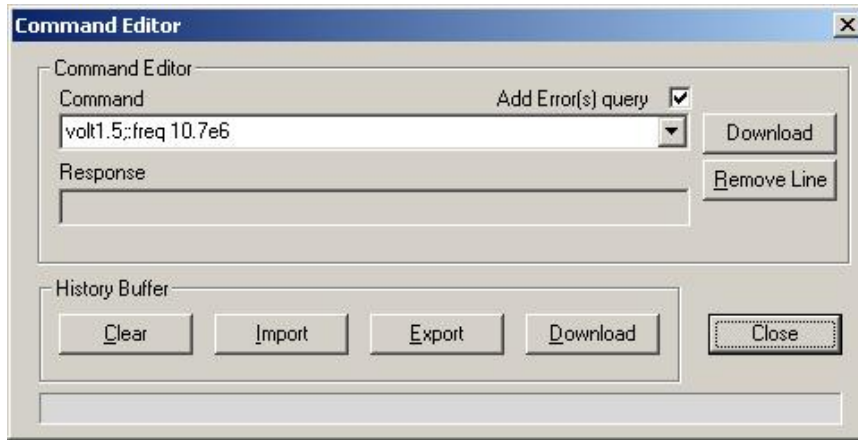 Command Editor
Command Editor
Command
Add Error(s) query
volt1.5;:freq 10.7e6
Download
Response
Remove Line
History Buffer
Clear
Import
Export
Download
Close